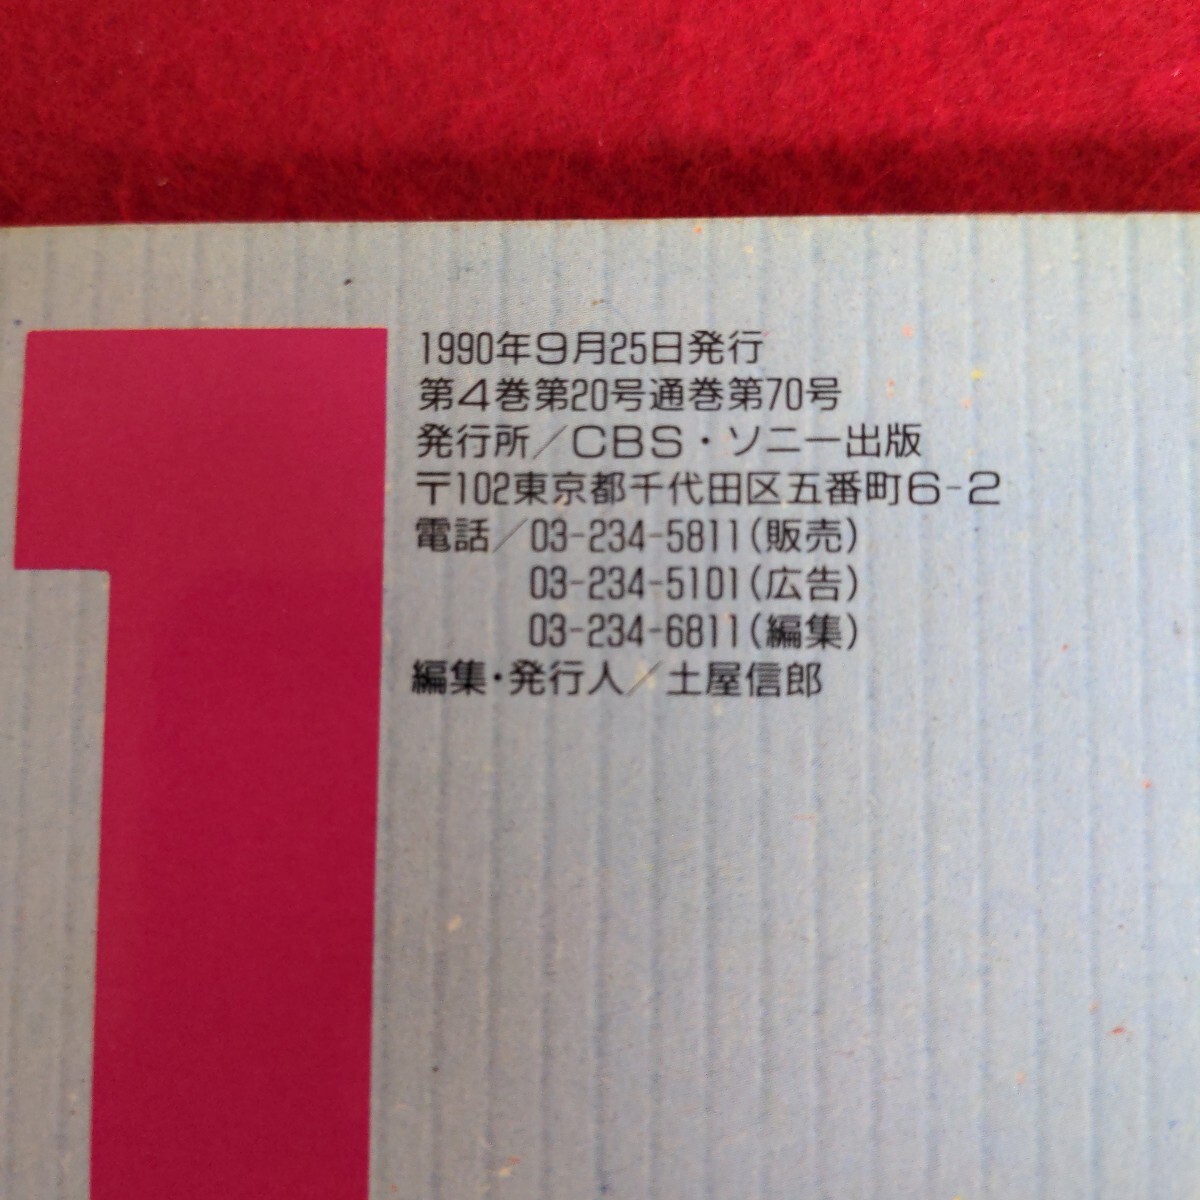 1
1990年9月25日発行
第4巻第20号通巻第70号
発行所／CBS・ソニー出版
〒102東京都千代田区五番町6-2
電話／03-234-5811(販売)
03-234-5101(広告)
03-234-6811(編集)
編集・発行人／土屋信郎